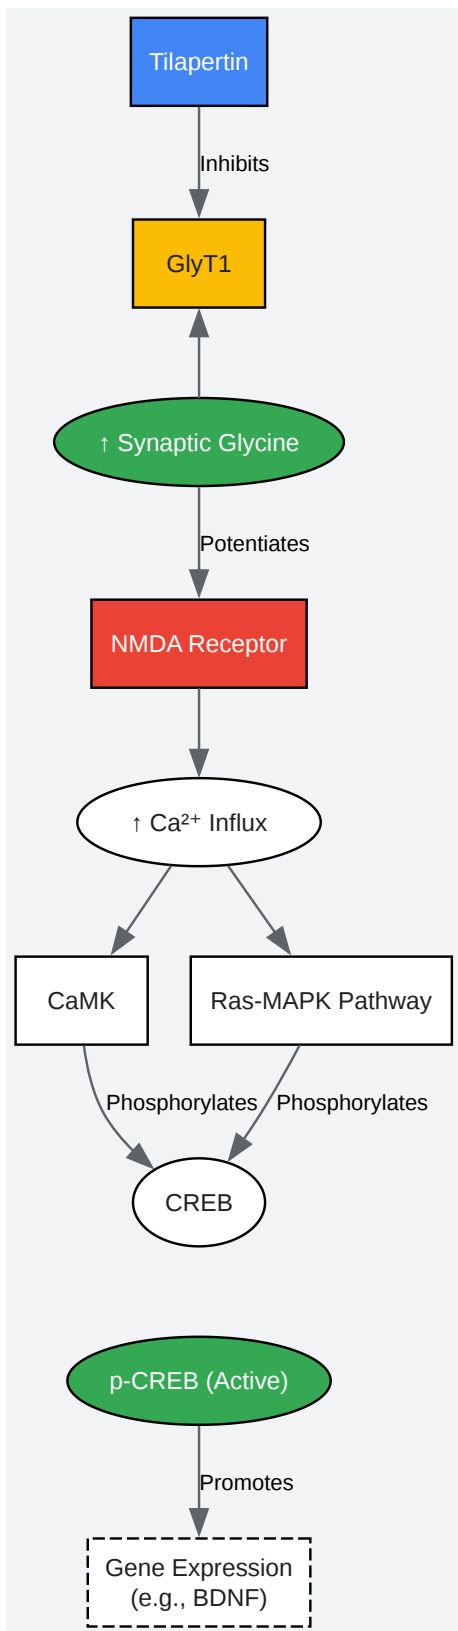 Tilapertin
Inhibits
GlyT1
↑ Synaptic Glycine
Potentiates
NMDA Receptor
↑ Ca²⁺ Influx
CaMK
Ras-MAPK Pathway
Phosphorylates
Phosphorylates
CREB
p-CREB (Active)
Promotes
Gene Expression
(e.g., BDNF)